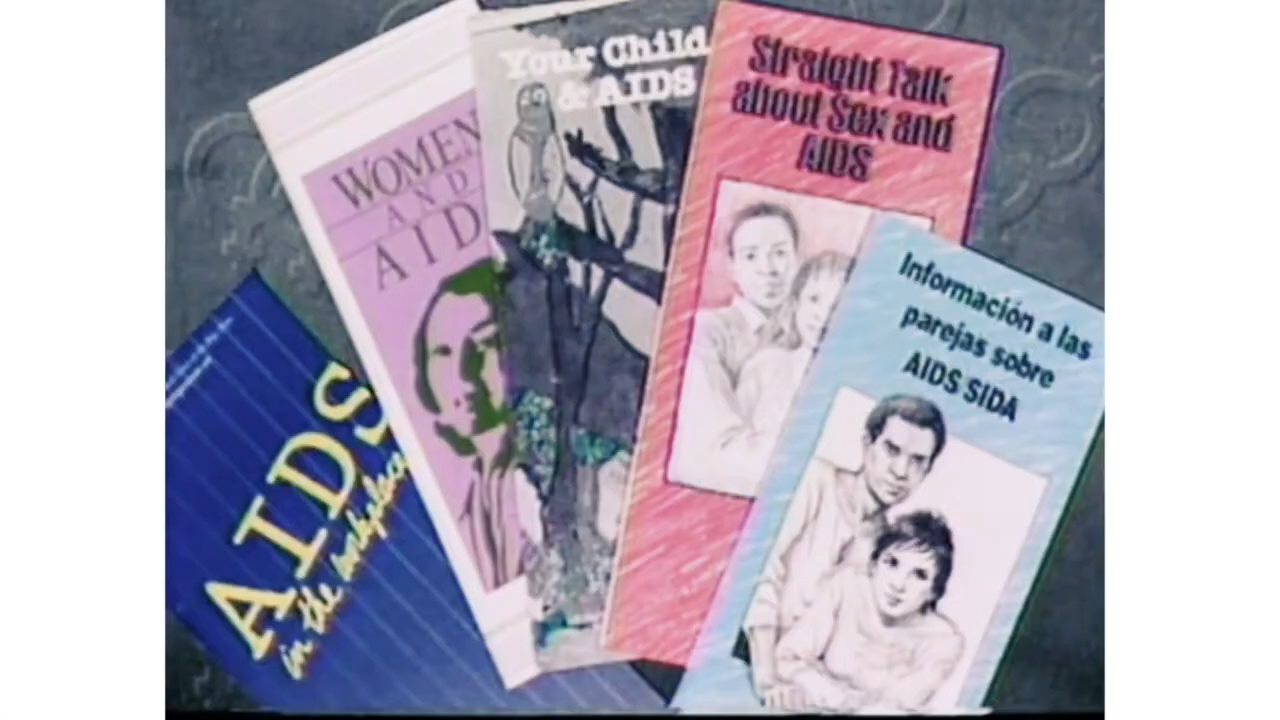 AIDS
in the workplace
WOMEN
AND
AIDS
Your Child
& AIDS
Straight Talk
about Sex and
AIDS
Información a las
parejas sobre
AIDS SIDA